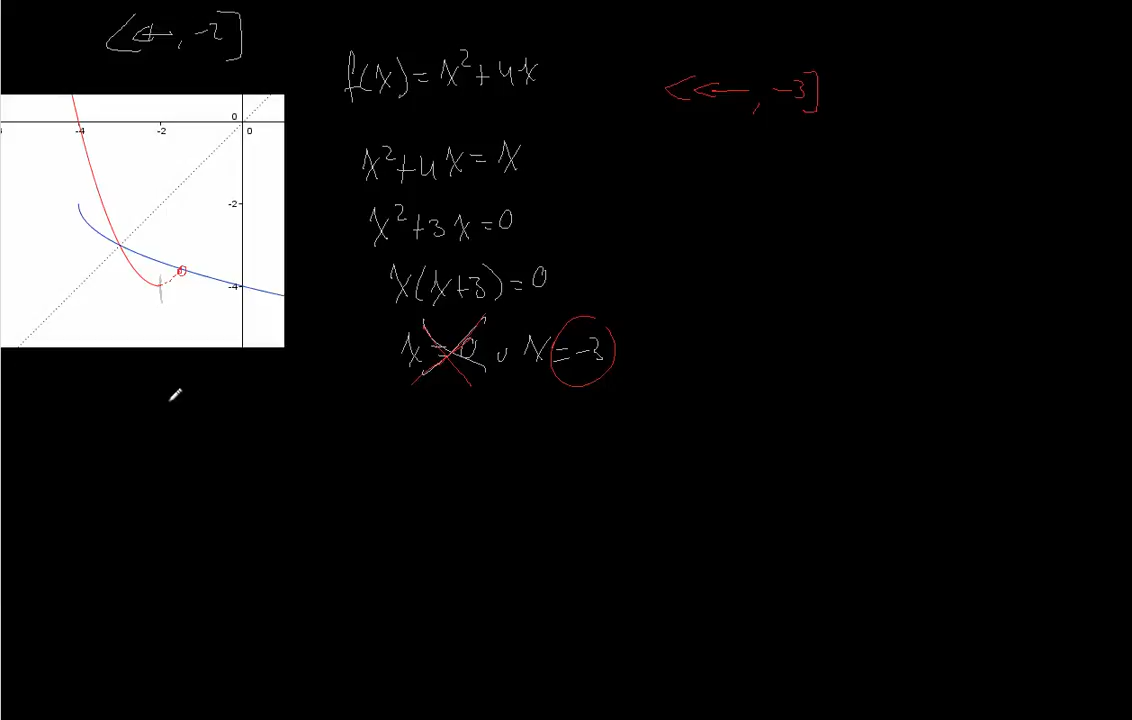 ⟨←, -2]
f(x) = x² + 4x
⟨←, -3]
x² + 4x = x
x² + 3x = 0
x(x+3) = 0
x = 0 ∪ x = -3
0
-4
-2
0
-2
-4